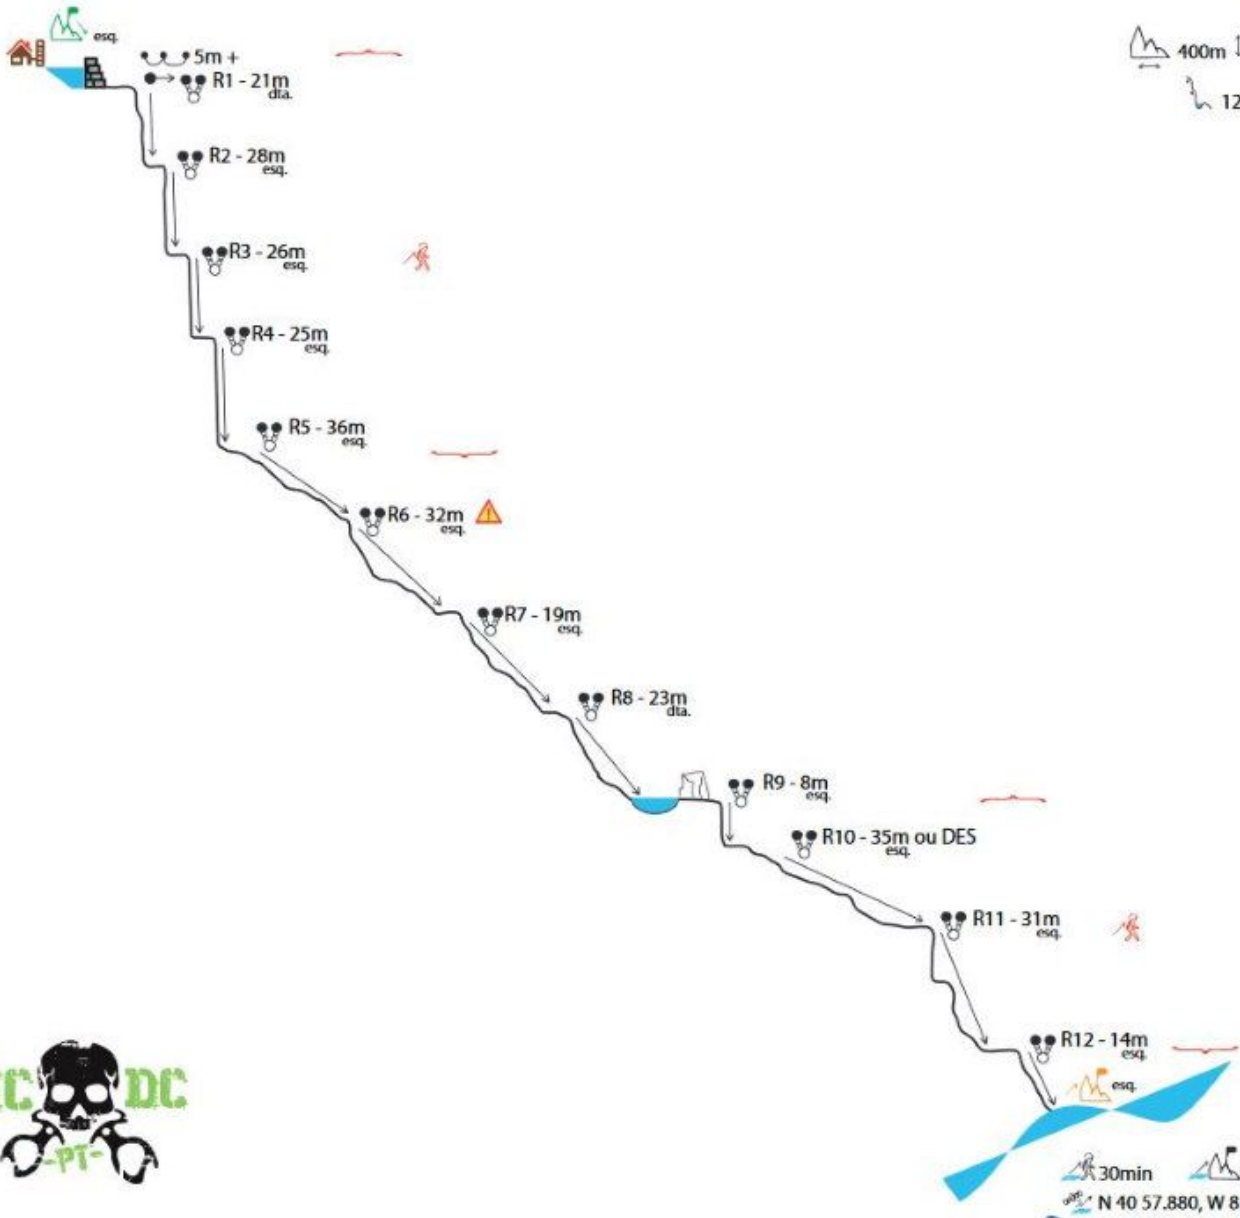 esq.
5m +
400m
R1 - 21m
dta.
12
R2 - 28m
esq.
R3 - 26m
esq.
R4 - 25m
esq.
R5 - 36m
esq.
R6 - 32m
esq.
R7 - 19m
esq.
R8 - 23m
dta.
R9 - 8m
esq.
R10 - 35m ou DES
esq.
R11 - 31m
esq.
R12 - 14m
esq.
esq.
C DC
-PT-
30min
N 40 57.880, W 8